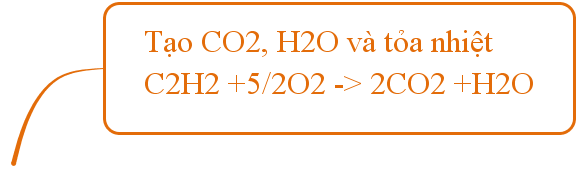 Tạo CO2, H2O và tỏa nhiệt
C2H2 +5/2O2 -> 2CO2 +H2O